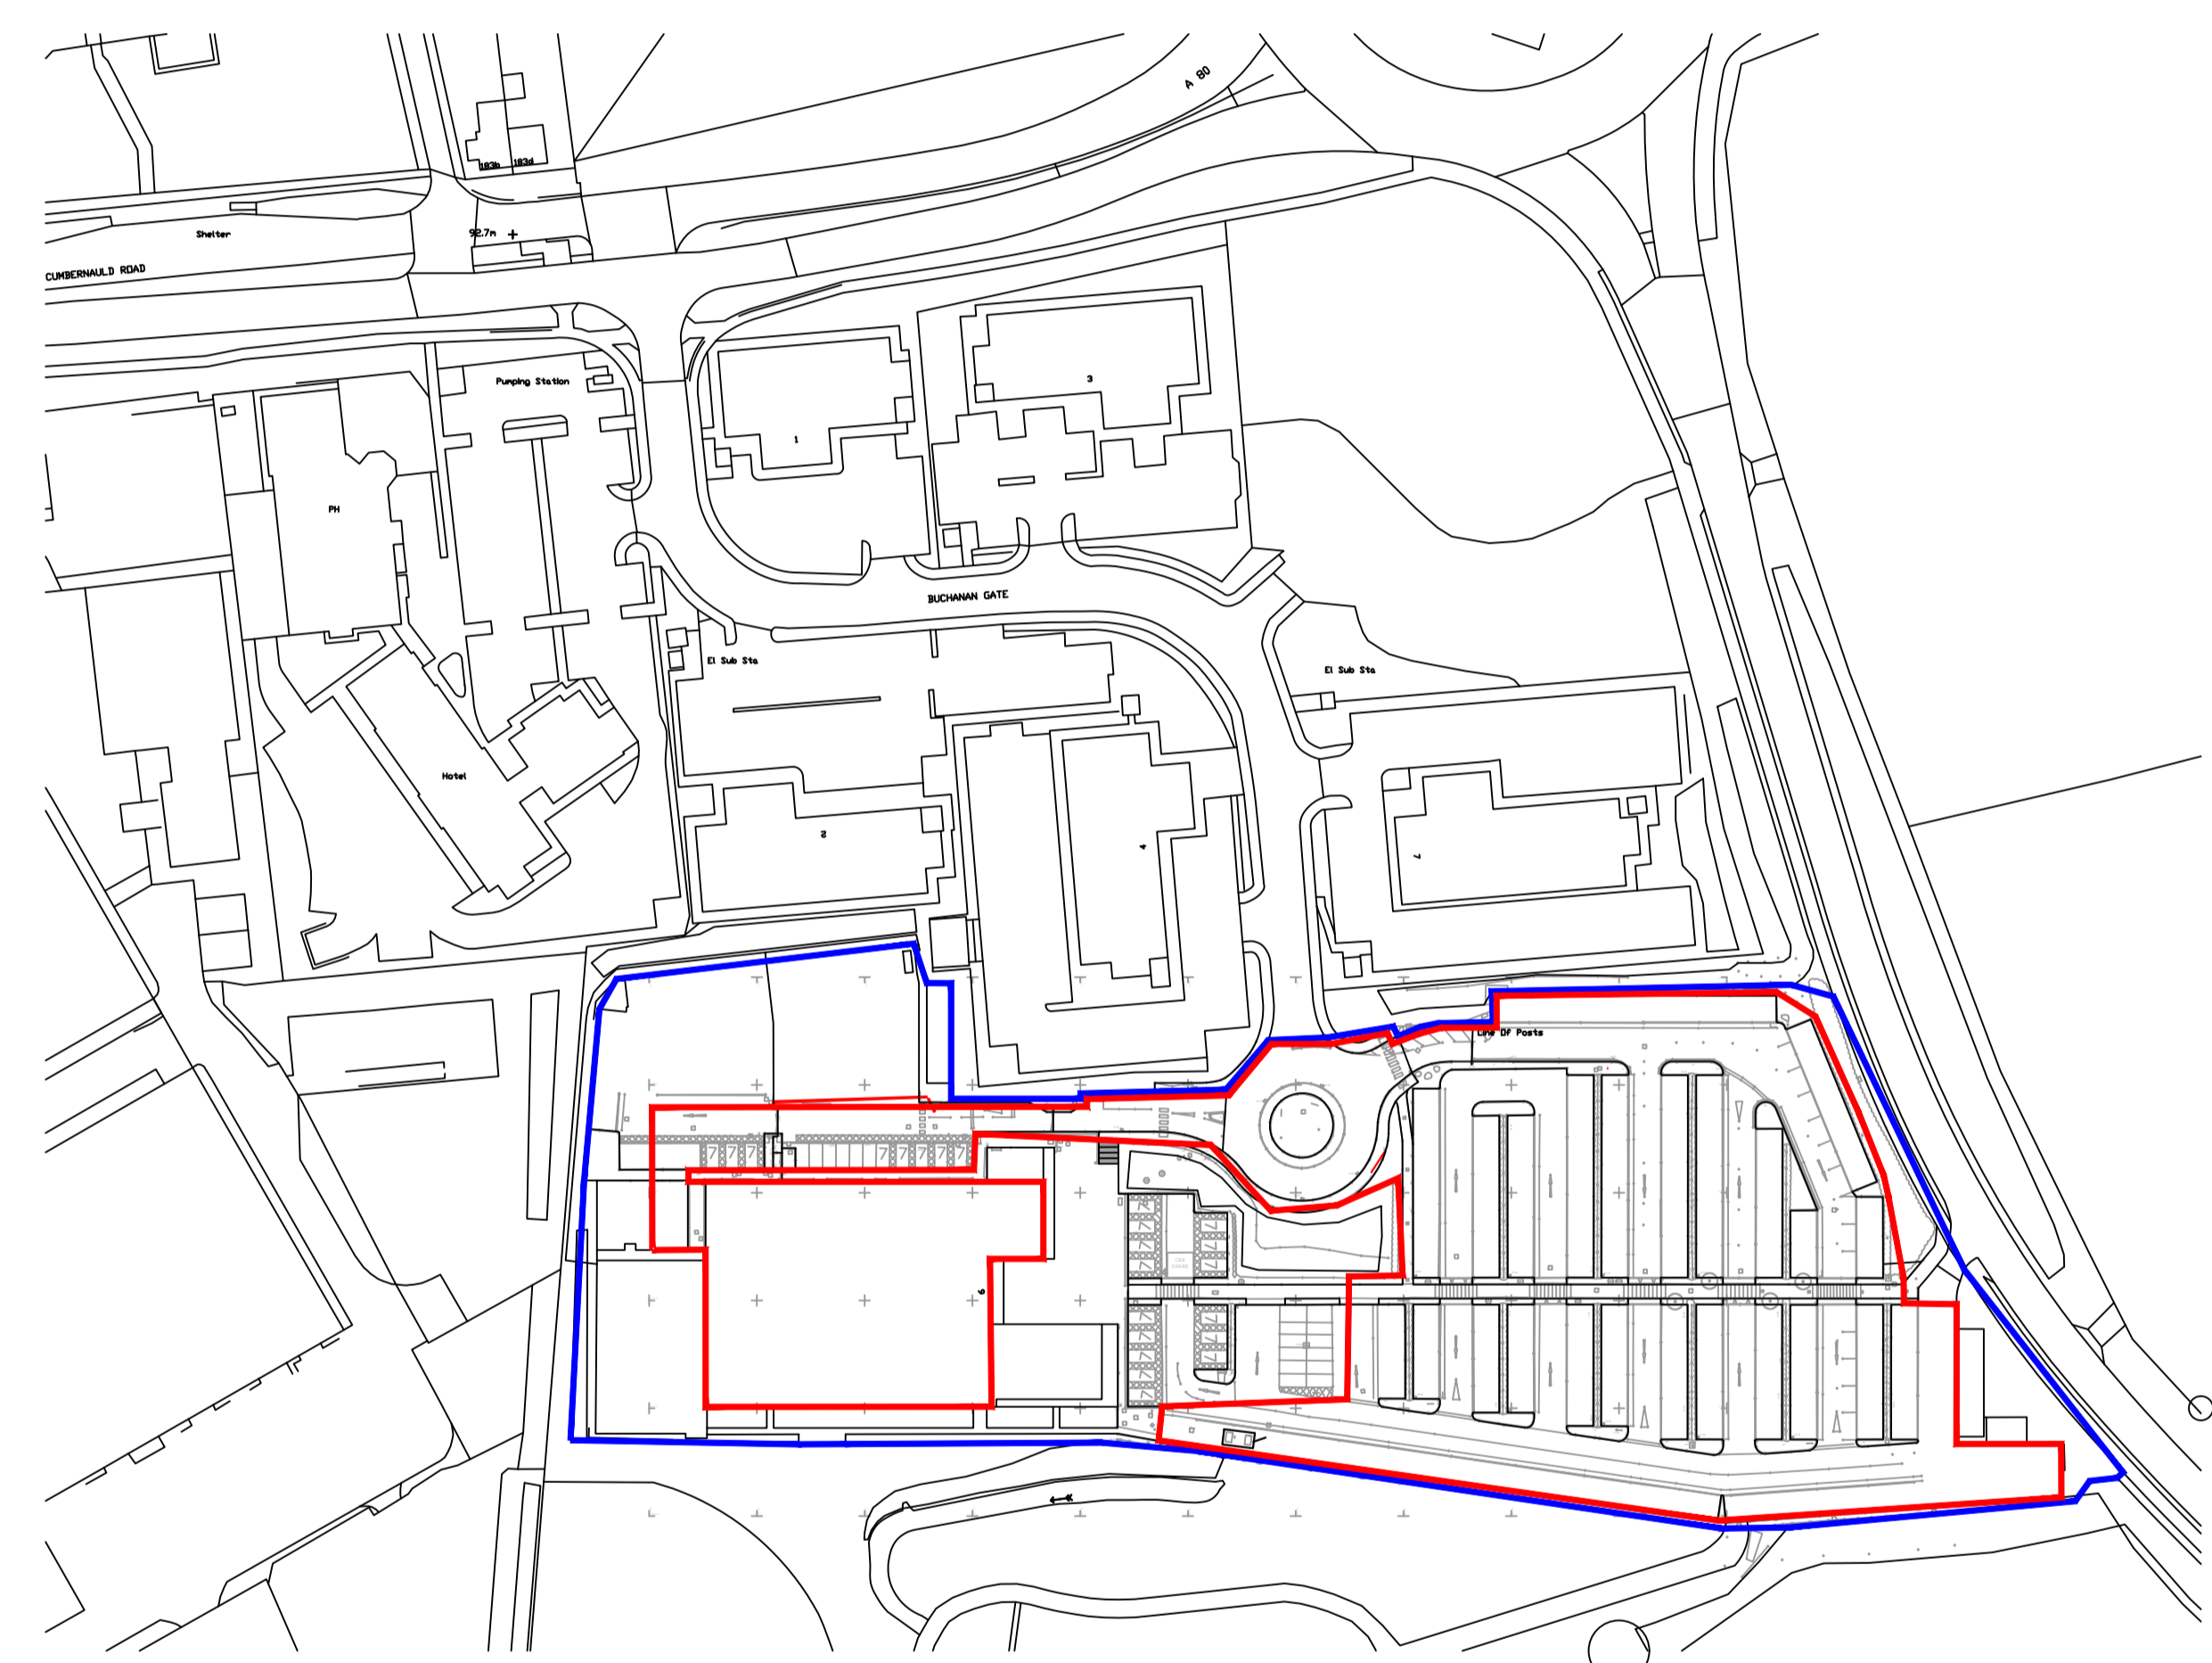 A 80
183b 183d
Shelter
92.7m
CUMBERNAULD ROAD
Pumping Station
3
1
PH
BUCHANAN GATE
El Sub Sta
El Sub Sta
Hotel
2
4
7
Line Of Posts
6